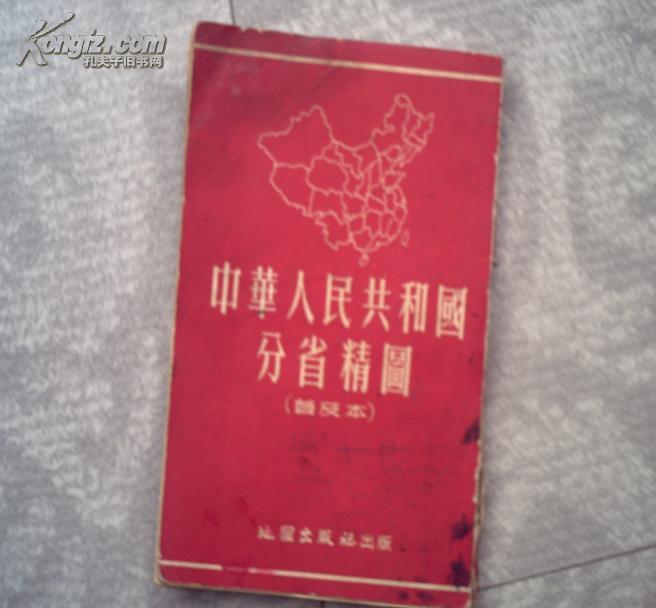 Kongfz.com
孔夫子旧书网
中華人民共和國
分省精圖
(普及本)
地圖出版社出版